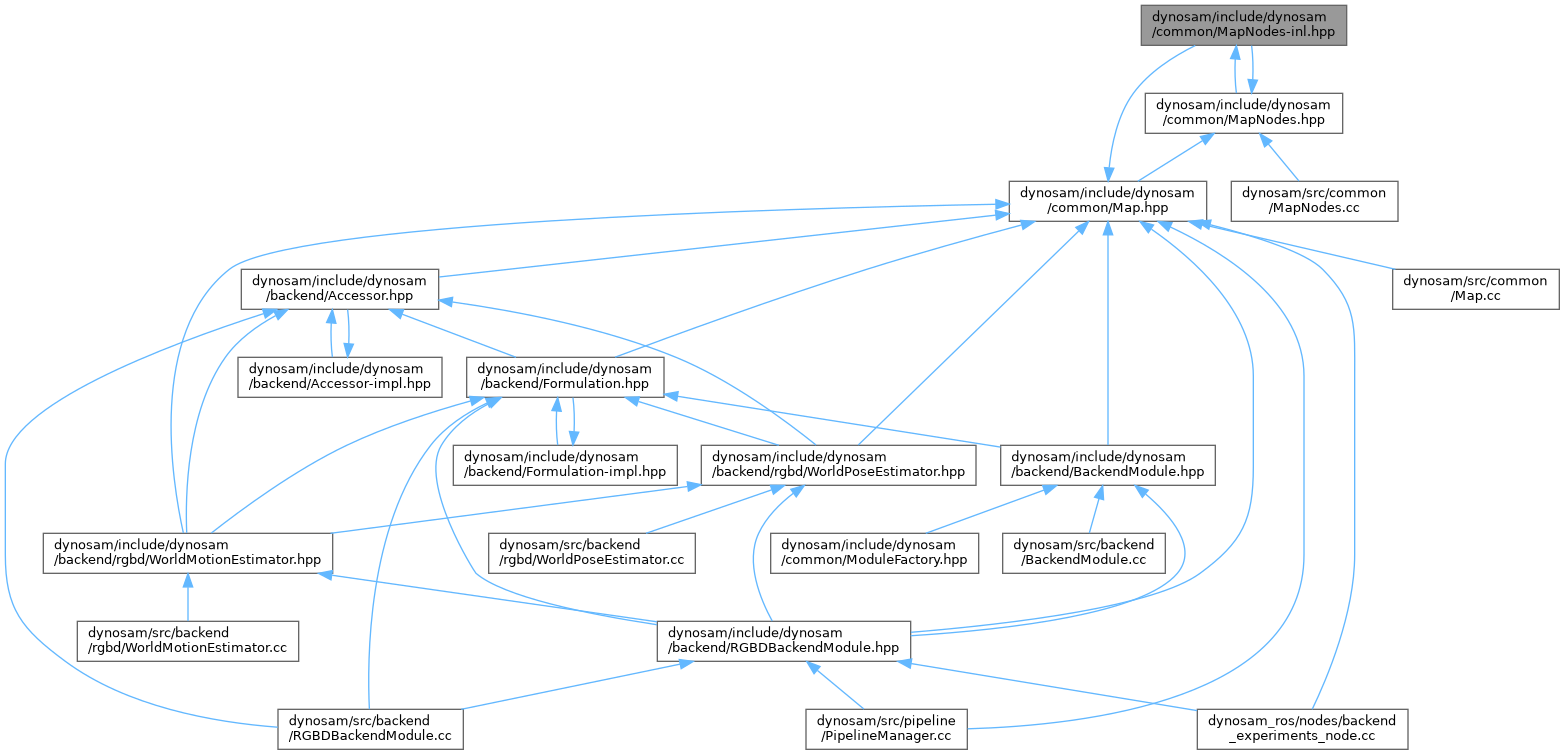 dynosam/include/dynosam
/common/MapNodes-inl.hpp
dynosam/include/dynosam
/common/MapNodes.hpp
dynosam/include/dynosam
/common/Map.hpp
dynosam/src/common
/MapNodes.cc
dynosam/include/dynosam
/backend/Accessor.hpp
dynosam/src/common
/Map.cc
dynosam/include/dynosam
/backend/Accessor-impl.hpp
dynosam/include/dynosam
/backend/Formulation.hpp
dynosam/include/dynosam
/backend/Formulation-impl.hpp
dynosam/include/dynosam
/backend/rgbd/WorldPoseEstimator.hpp
dynosam/include/dynosam
/backend/BackendModule.hpp
dynosam/include/dynosam
/backend/rgbd/WorldMotionEstimator.hpp
dynosam/src/backend
/rgbd/WorldPoseEstimator.cc
dynosam/include/dynosam
/common/ModuleFactory.hpp
dynosam/src/backend
/BackendModule.cc
dynosam/src/backend
/rgbd/WorldMotionEstimator.cc
dynosam/include/dynosam
/backend/RGBDBackendModule.hpp
dynosam/src/backend
/RGBDBackendModule.cc
dynosam/src/pipeline
/PipelineManager.cc
dynosam_ros/nodes/backend
_experiments_node.cc